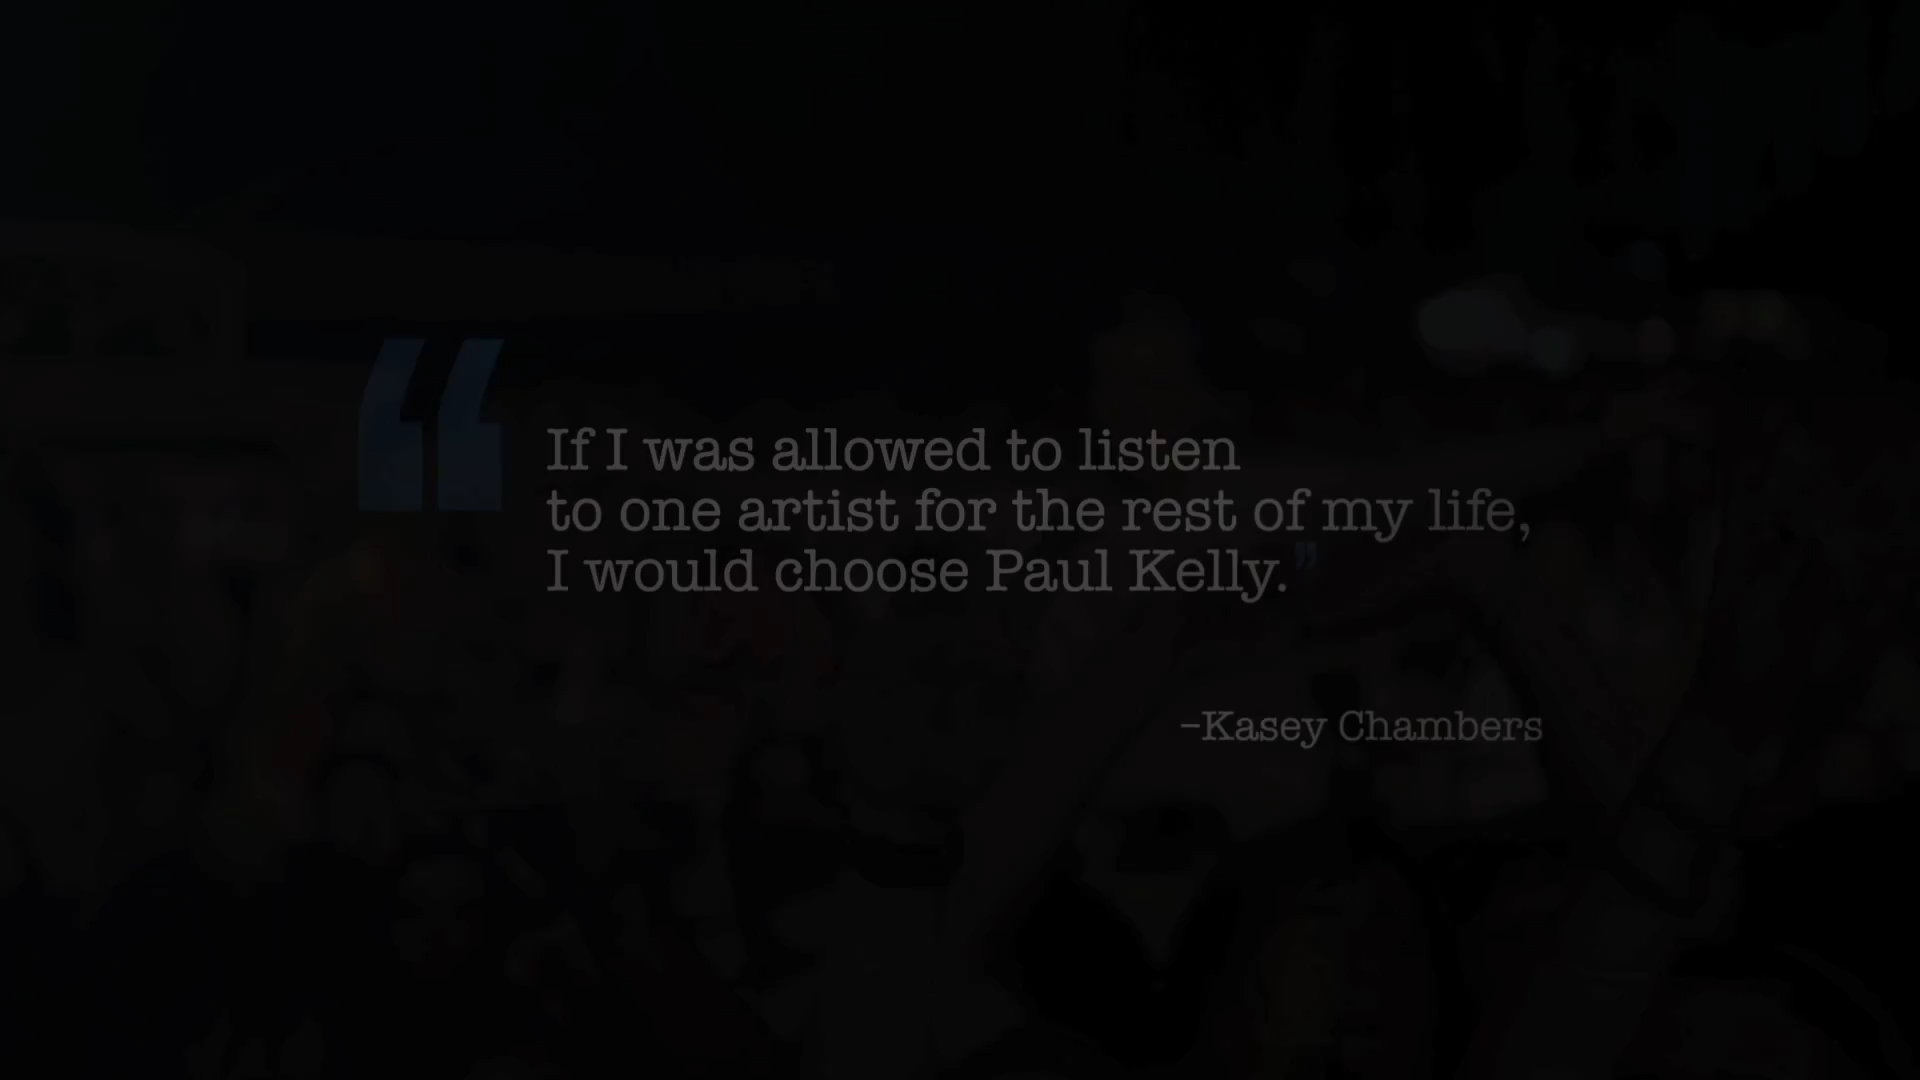 “If I was allowed to listen
to one artist for the rest of my life,
I would choose Paul Kelly.”
–Kasey Chambers